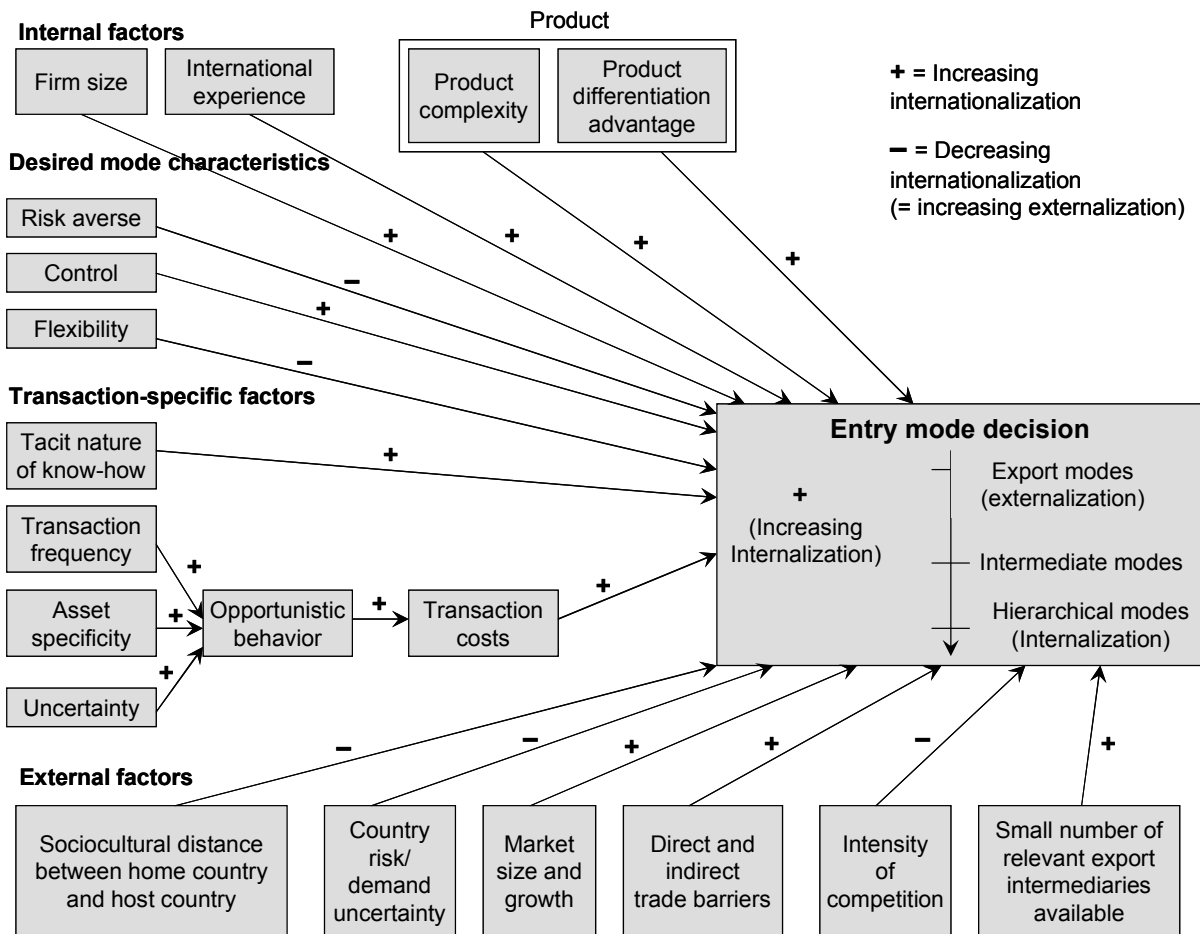 Product
Internal factors
Firm size
International
experience
Product
complexity
Product
differentiation
advantage
+ = Increasing
internationalization
− = Decreasing
internationalization
(= increasing externalization)
Desired mode characteristics
Risk averse
Control
Flexibility
+
+
+
+
−
+
−
Transaction-specific factors
Tacit nature
of know-how
+
Transaction
frequency
+
Asset
specificity
+
Uncertainty
+
Opportunistic
behavior
+
Transaction
costs
+
Entry mode decision
+
(Increasing
Internalization)
Export modes
(externalization)
Intermediate modes
Hierarchical modes
(Internalization)
−
−
+
+
−
+
External factors
Sociocultural distance
between home country
and host country
Country
risk/
demand
uncertainty
Market
size and
growth
Direct and
indirect
trade barriers
Intensity
of
competition
Small number of
relevant export
intermediaries
available